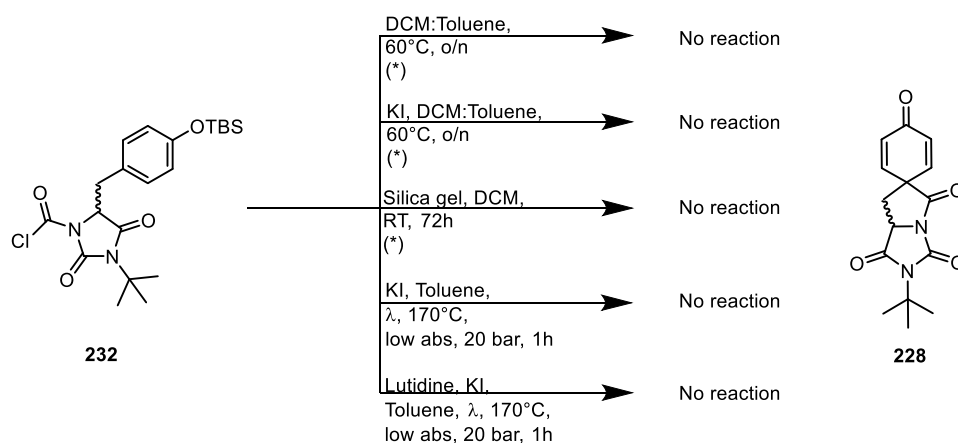 DCM:Toluene,
60°C, o/n
(*)
No reaction
KI, DCM:Toluene,
60°C, o/n
(*)
No reaction
Silica gel, DCM,
RT, 72h
(*)
No reaction
KI, Toluene,
λ, 170°C,
low abs, 20 bar, 1h
No reaction
Lutidine, KI,
Toluene, λ, 170°C,
low abs, 20 bar, 1h
No reaction
OTBS
O
Cl
N
O
O
N
232
O
O
N
O
O
N
228